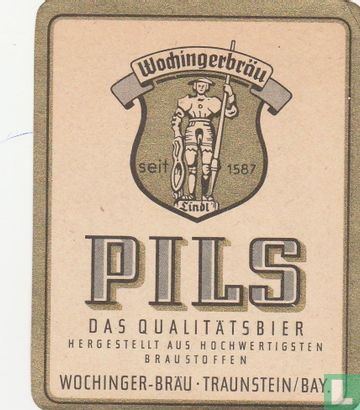 Wochingerbräu
seit 1587
Lindl
PILS
DAS QUALITÄTSBIER
HERGESTELLT AUS HOCHWERTIGSTEN
BRAUSTOFFEN
WOCHINGER-BRÄU · TRAUNSTEIN/BAY.